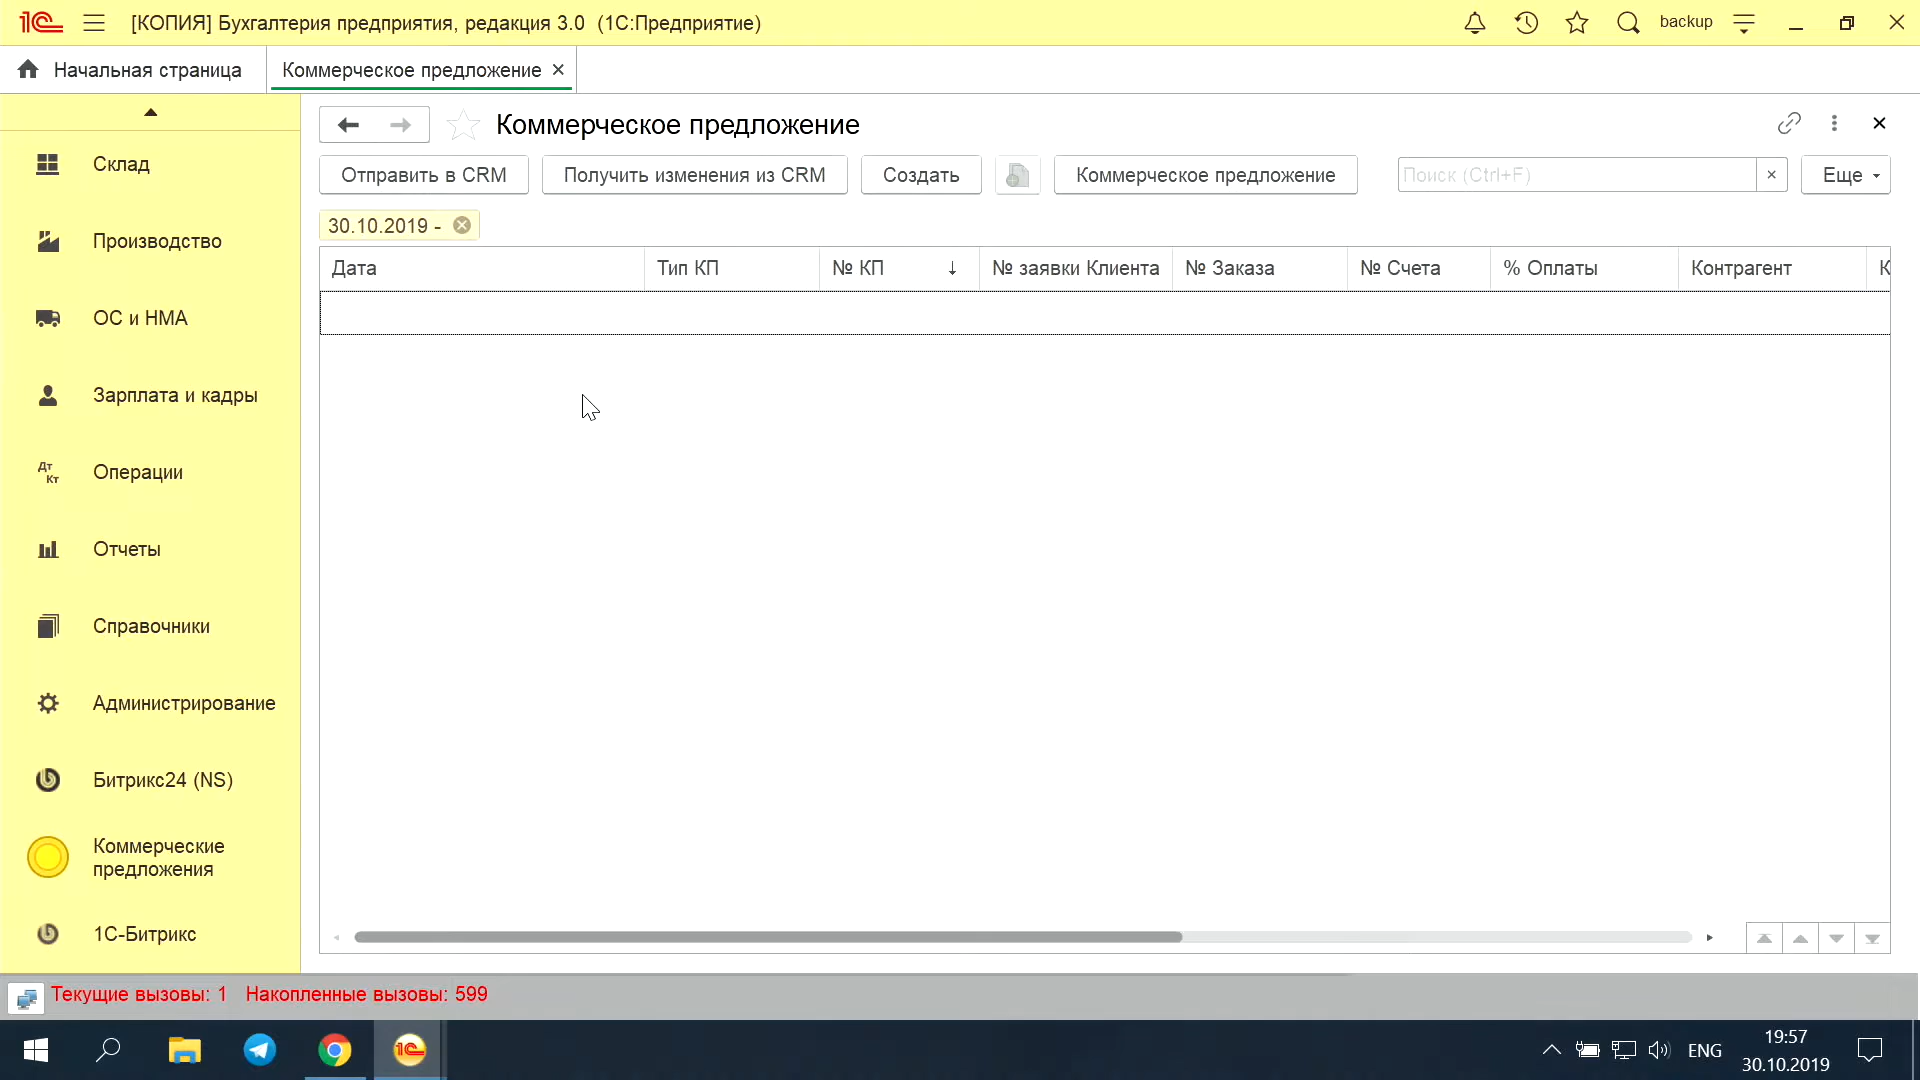 1С [КОПИЯ] Бухгалтерия предприятия, редакция 3.0 (1С:Предприятие) backup
Начальная страница Коммерческое предложение
Коммерческое предложение
Отправить в CRM Получить изменения из CRM Создать Коммерческое предложение Поиск (Ctrl+F) × Еще
30.10.2019 -
Дата Тип КП № КП ↓ № заявки Клиента № Заказа № Счета % Оплаты Контрагент К
Склад
Производство
ОС и НМА
Зарплата и кадры
Дт
Кт
Операции
Отчеты
Справочники
Администрирование
Битрикс24 (NS)
Коммерческие
предложения
1С-Битрикс
Текущие вызовы: 1 Накопленные вызовы: 599
1С
ENG
19:57
30.10.2019